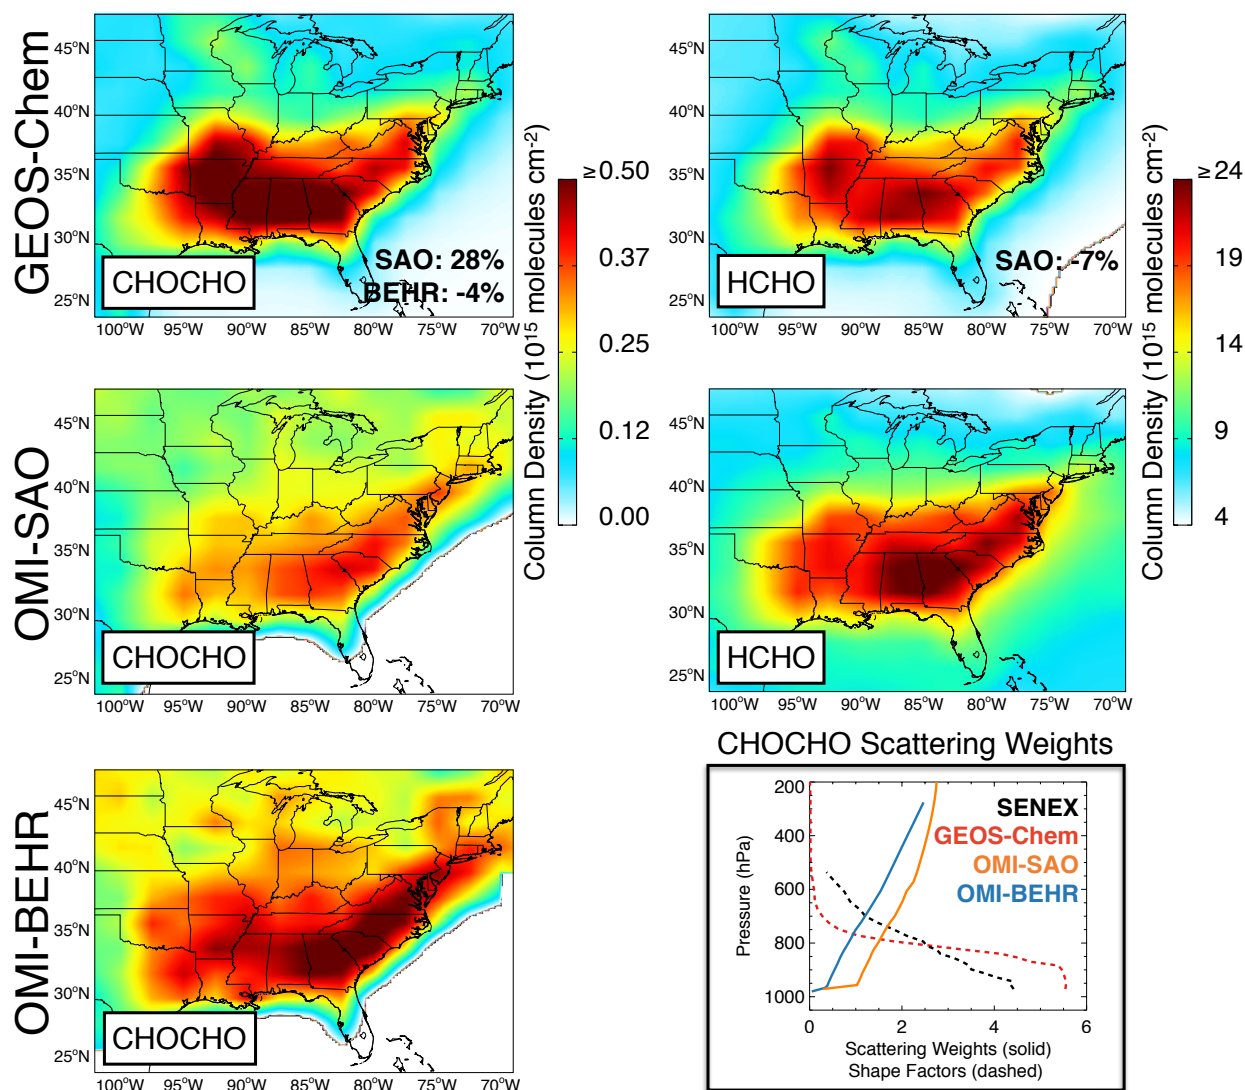 GEOS-Chem
45°N
40°N
35°N
30°N
25°N
CHOCHO
SAO: 28%
BEHR: -4%
100°W 95°W 90°W 85°W 80°W 75°W 70°W
≥ 0.50
0.37
0.25
0.12
0.00
Column Density (10¹⁵ molecules cm⁻²)
45°N
40°N
35°N
30°N
25°N
HCHO
SAO: -7%
100°W 95°W 90°W 85°W 80°W 75°W 70°W
≥ 24
19
14
9
4
Column Density (10¹⁵ molecules cm⁻²)
OMI-SAO
45°N
40°N
35°N
30°N
25°N
CHOCHO
100°W 95°W 90°W 85°W 80°W 75°W 70°W
45°N
40°N
35°N
30°N
25°N
HCHO
100°W 95°W 90°W 85°W 80°W 75°W 70°W
OMI-BEHR
45°N
40°N
35°N
30°N
25°N
CHOCHO
100°W 95°W 90°W 85°W 80°W 75°W 70°W
CHOCHO Scattering Weights
Pressure (hPa)
200
400
600
800
1000
SENEX
GEOS-Chem
OMI-SAO
OMI-BEHR
0 2 4 6
Scattering Weights (solid)
Shape Factors (dashed)